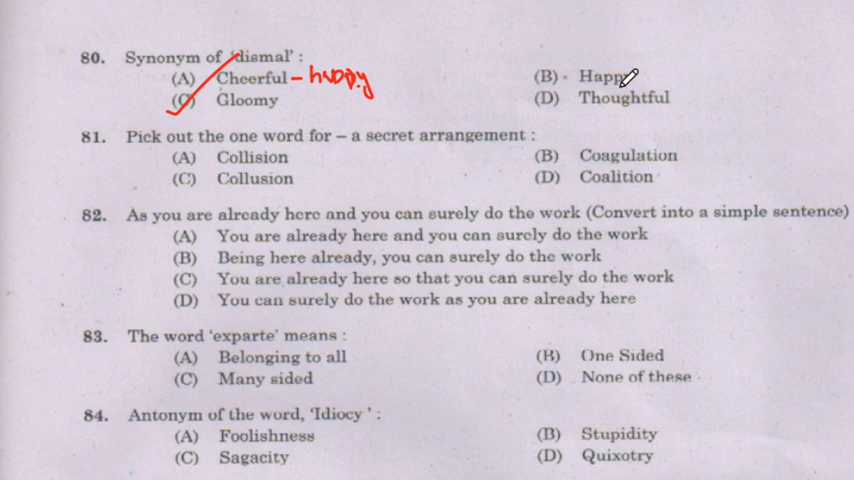 80. Synonym of 'dismal' :
(A) Cheerful – happy (B) Happy
(C) Gloomy (D) Thoughtful
81. Pick out the one word for – a secret arrangement :
(A) Collision (B) Coagulation
(C) Collusion (D) Coalition
82. As you are already here and you can surely do the work (Convert into a simple sentence)
(A) You are already here and you can surely do the work
(B) Being here already, you can surely do the work
(C) You are already here so that you can surely do the work
(D) You can surely do the work as you are already here
83. The word 'exparte' means :
(A) Belonging to all (B) One Sided
(C) Many sided (D) None of these
84. Antonym of the word, 'Idiocy' :
(A) Foolishness (B) Stupidity
(C) Sagacity (D) Quixotry